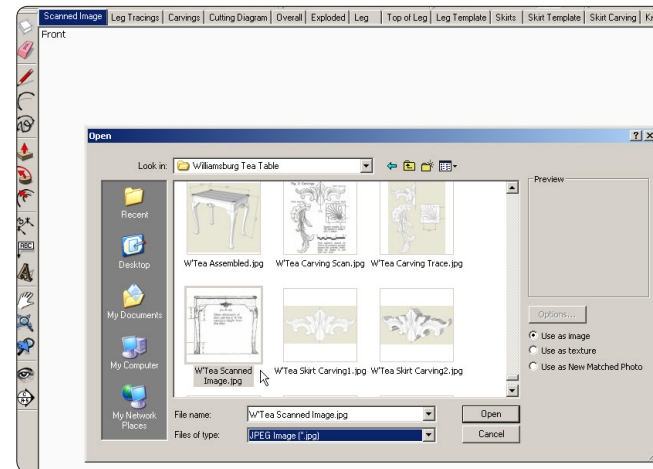 Scanned Image Leg Tracings Carvings Cutting Diagram Overall Exploded Leg Top of Leg Leg Template Skirts Skirt Template Skirt Carving
Front
Open
Look in: Williamsburg Tea Table
Preview
Recent
Desktop
My Documents
My Computer
My Network
Places
W'Tea Assembled.jpg W'Tea Carving Scan.jpg W'Tea Carving Trace.jpg
W'Tea Scanned
Image.jpg
W'Tea Skirt Carving1.jpg W'Tea Skirt Carving2.jpg
Options...
Use as image
Use as texture
Use as New Matched Photo
File name: W'Tea Scanned Image.jpg Open
Files of type: JPEG Image (*.jpg) Cancel
ABC